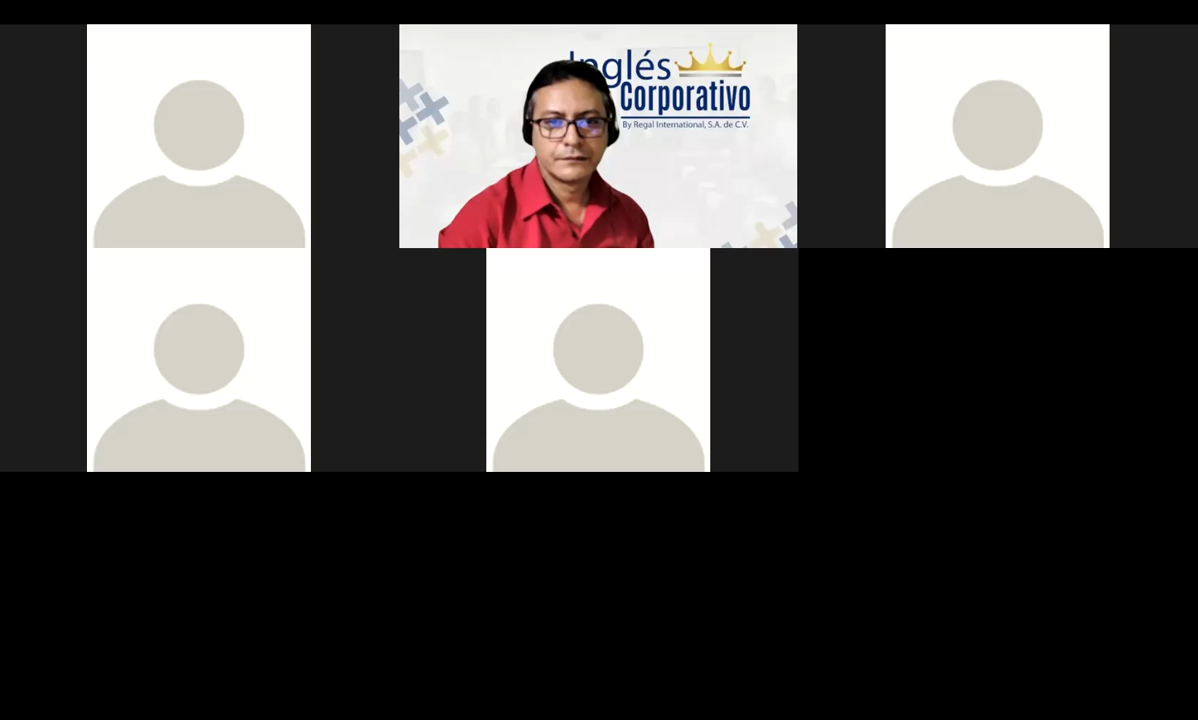 Inglés
Corporativo
By Regal International, S.A. de C.V.